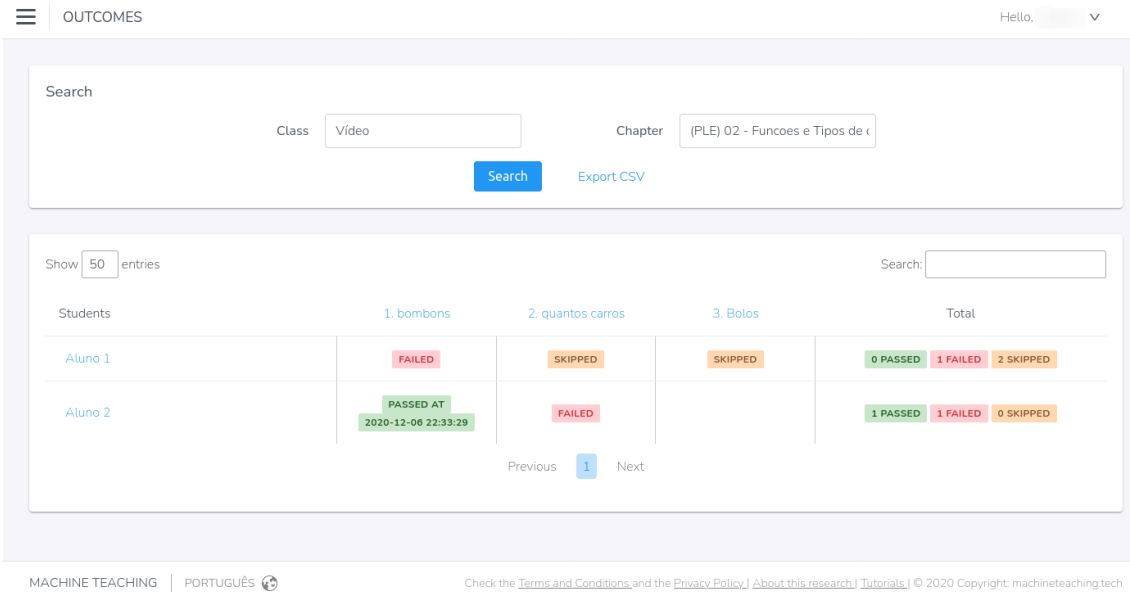 OUTCOMES Hello,
Search
Class Vídeo Chapter (PLE) 02 - Funcoes e Tipos de
Search Export CSV
Show 50 entries Search:
Students 1. bombons 2. quantos carros 3. Bolos Total
Aluno 1 FAILED SKIPPED SKIPPED 0 PASSED 1 FAILED 2 SKIPPED
Aluno 2 PASSED AT 2020-12-06 22:33:29 FAILED 1 PASSED 1 FAILED 0 SKIPPED
Previous 1 Next
MACHINE TEACHING | PORTUGUÊS Check the Terms and Conditions and the Privacy Policy | About this research | Tutorials | © 2020 Copyright: machineteaching.tech